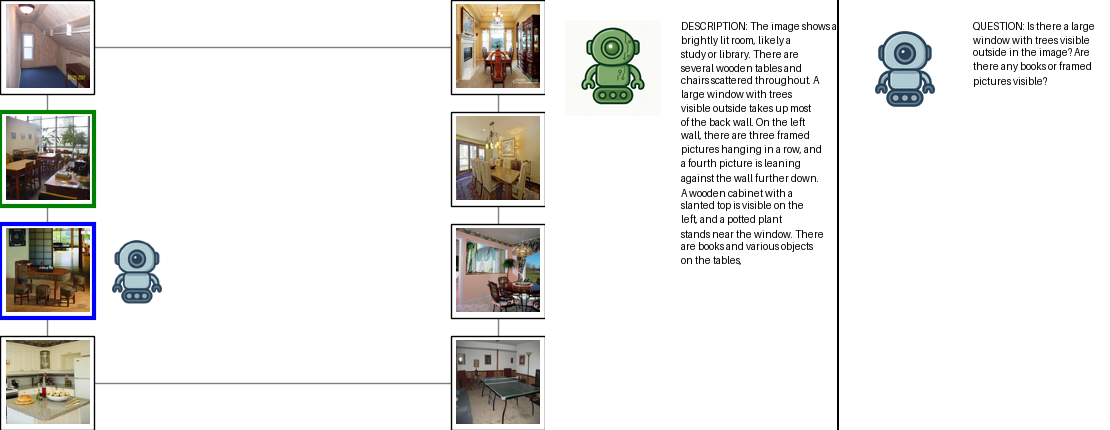 DESCRIPTION: The image shows a
brightly lit room, likely a
study or library. There are
several wooden tables and
chairs scattered throughout. A
large window with trees
visible outside takes up most
of the back wall. On the left
wall, there are three framed
pictures hanging in a row, and
a fourth picture is leaning
against the wall further down.
A wooden cabinet with a
slanted top is visible on the
left, and a potted plant
stands near the window. There
are books and various objects
on the tables,
QUESTION: Is there a large
window with trees visible
outside in the image? Are
there any books or framed
pictures visible?